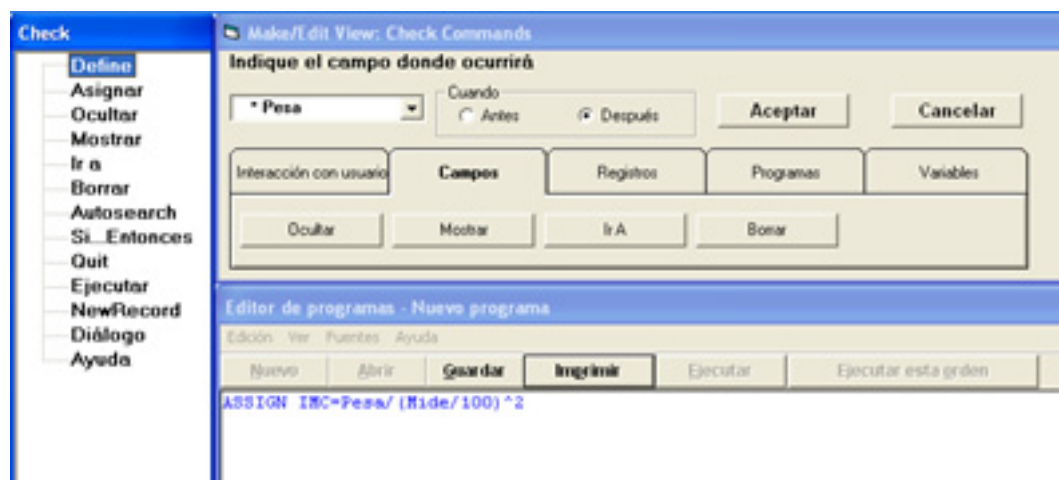 Check
Define
Asignar
Ocultar
Mostrar
Ir a
Borrar
Autosearch
Si...Entonces
Quit
Ejecutar
NewRecord
Diálogo
Ayuda
Make/Edit View: Check Commands
Indique el campo donde ocurrirá
* Pesa
Cuando
Antes
Después
Aceptar
Cancelar
Interacción con usuario
Campos
Registros
Programas
Variables
Ocultar
Mostrar
Ir A
Borrar
Editor de programas - Nuevo programa
Edición Ver Fuentes Ayuda
Nuevo
Abrir
Guardar
Imprimir
Ejecutar
Ejecutar esta orden
ASSIGN IMC=Pesa/(Mide/100)^2